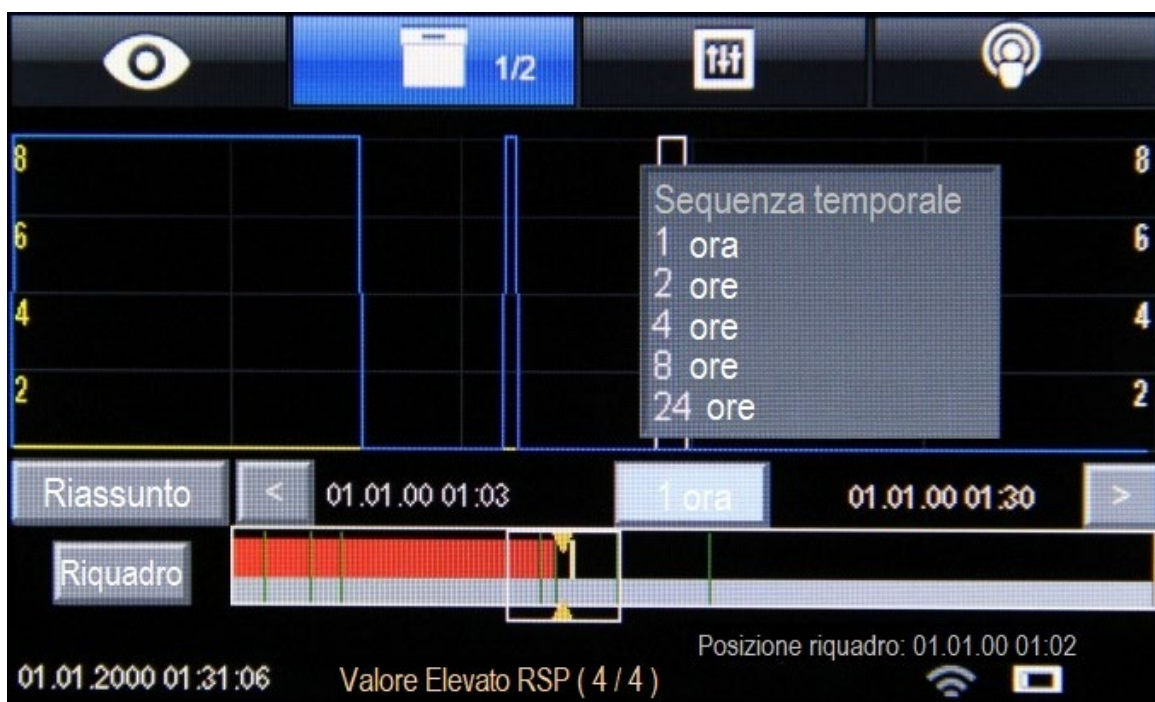 1/2
8
8
Sequenza temporale
6
1 ora
6
2 ore
4
4 ore
4
8 ore
2
24 ore
2
Riassunto < 01.01.00 01:03 1 ora 01.01.00 01:30 >
Riquadro
Posizione riquadro: 01.01.00 01:02
01.01.2000 01:31:06 Valore Elevato RSP ( 4 / 4 )